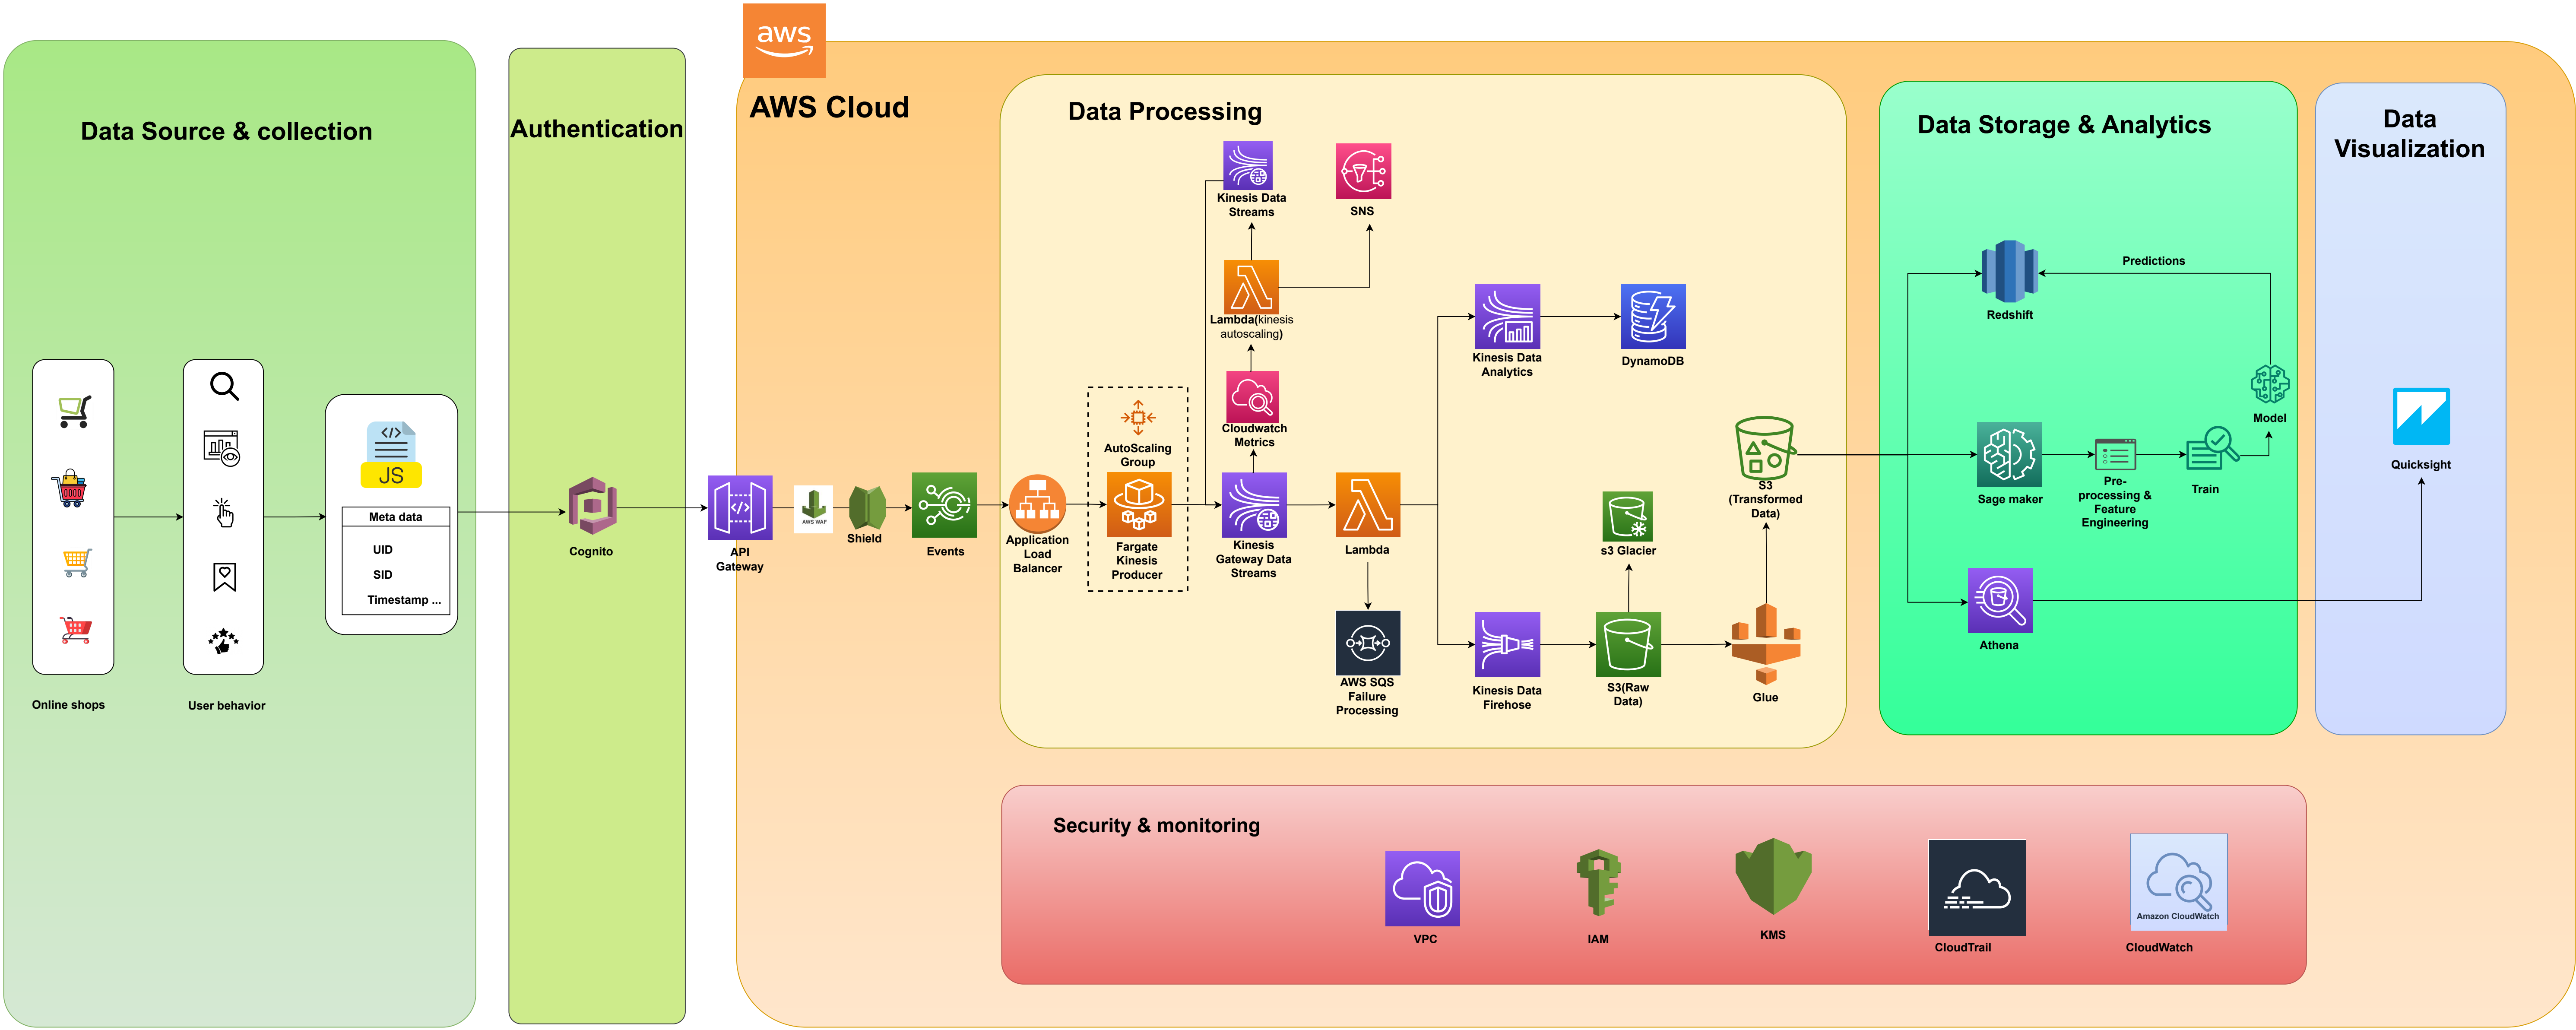 aws
AWS Cloud
Data Source & collection
Authentication
Data Processing
Data Storage & Analytics
Data
Visualization
Online shops
User behavior
</>
JS
Meta data
UID
SID
Timestamp ...
Cognito
</>
API
Gateway
AWS WAF
Shield
Events
Application
Load
Balancer
AutoScaling
Group
Fargate
Kinesis
Producer
Kinesis Data
Streams
SNS
Lambda(kinesis
autoscaling)
Cloudwatch
Metrics
Kinesis
Gateway Data
Streams
Lambda
AWS SQS
Failure
Processing
Kinesis Data
Analytics
DynamoDB
Kinesis Data
Firehose
s3 Glacier
S3(Raw
Data)
S3
(Transformed
Data)
Glue
Redshift
Predictions
Model
Sage maker
Pre-
processing &
Feature
Engineering
Train
Athena
Quicksight
Security & monitoring
VPC
IAM
KMS
CloudTrail
Amazon CloudWatch
CloudWatch